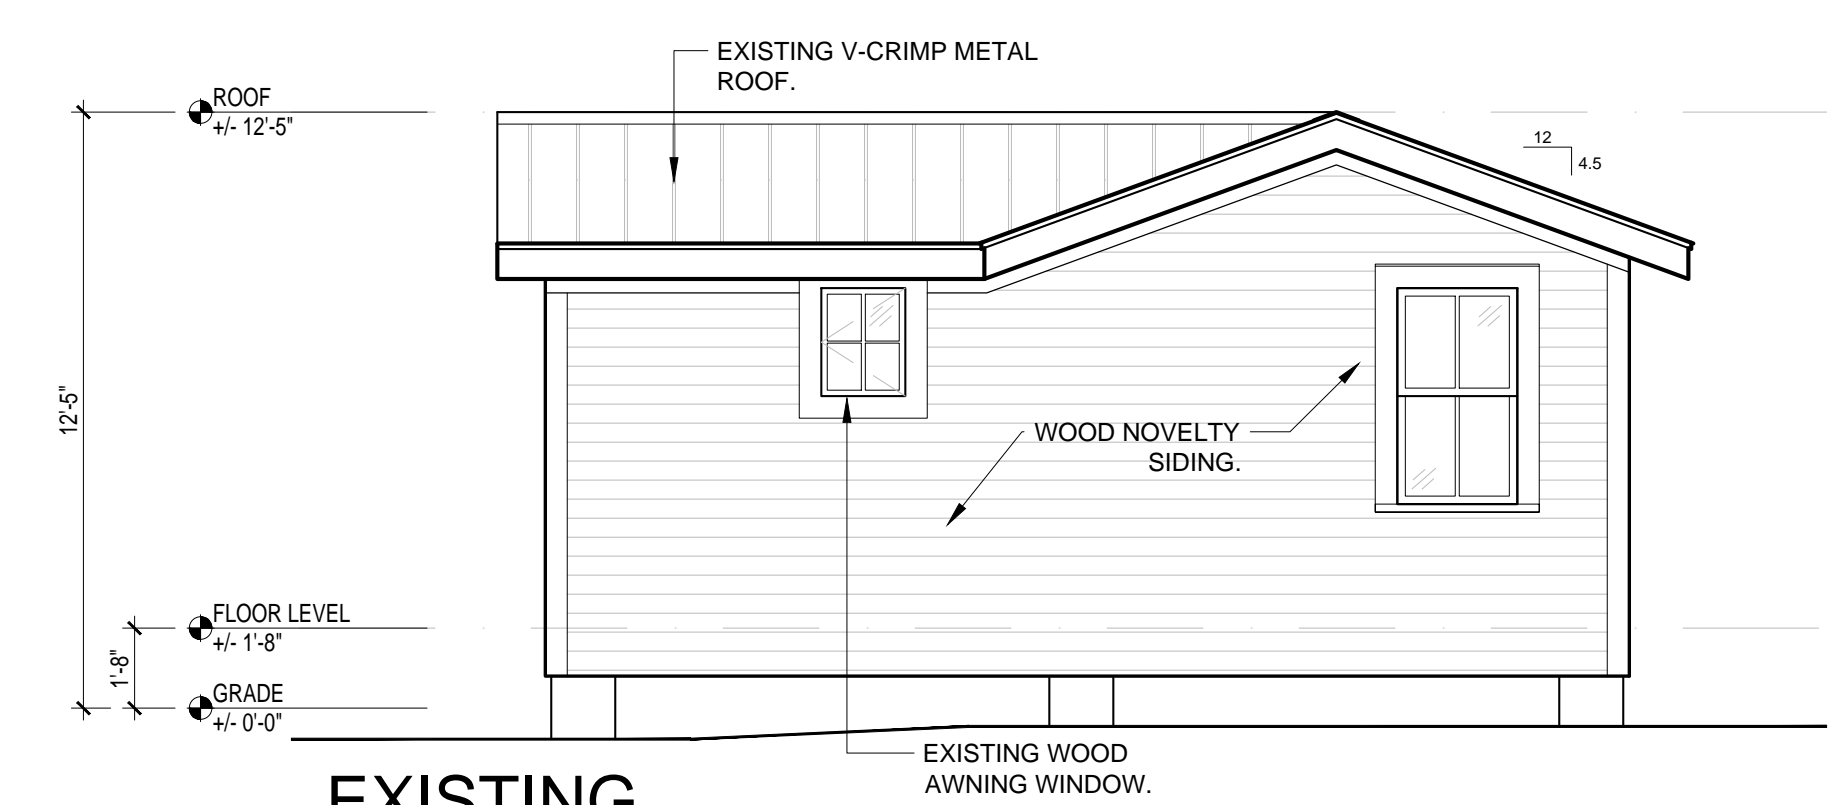 EXISTING V-CRIMP METAL
ROOF.
ROOF
+/- 12'-5"
12
4.5
12'-5"
WOOD NOVELTY
SIDING.
FLOOR LEVEL
+/- 1'-8"
1'-8"
GRADE
+/- 0'-0"
EXISTING WOOD
AWNING WINDOW.
EXISTING